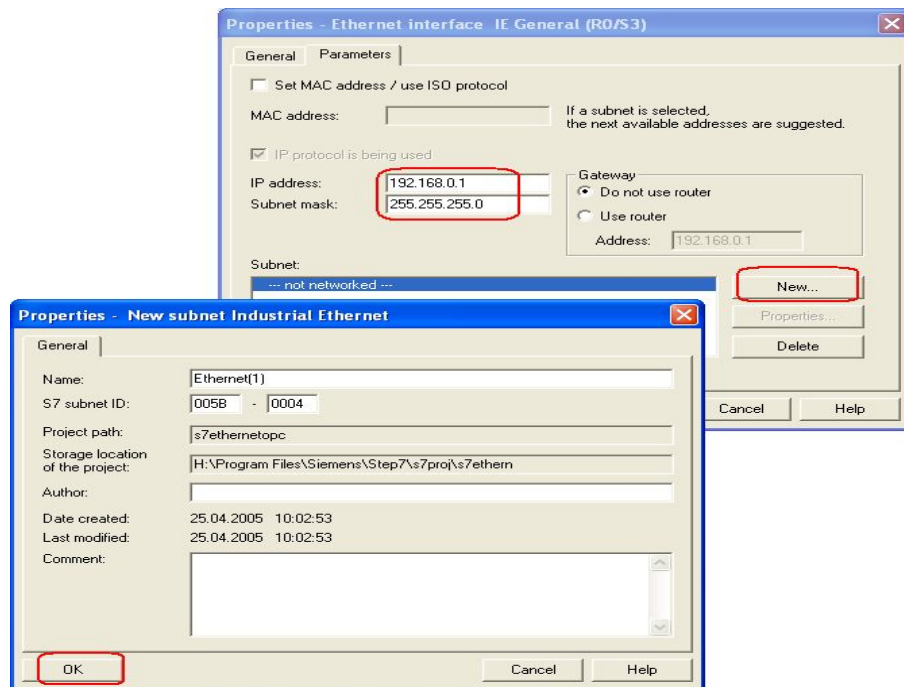 Properties - Ethernet interface IE General (R0/S3)
General
Parameters
Set MAC address / use ISO protocol
MAC address:
If a subnet is selected,
the next available addresses are suggested.
IP protocol is being used
IP address: 192.168.0.1
Subnet mask: 255.255.255.0
Gateway
Do not use router
Use router
Address: 192.168.0.1
Subnet:
--- not networked ---
New...
Properties...
Delete
Cancel
Help
Properties - New subnet Industrial Ethernet
General
Name: Ethernet(1)
S7 subnet ID: 005B - 0004
Project path: s7ethernetopc
Storage location
of the project: H:\Program Files\Siemens\Step7\s7proj\s7ethern
Author:
Date created: 25.04.2005 10:02:53
Last modified: 25.04.2005 10:02:53
Comment:
OK
Cancel
Help